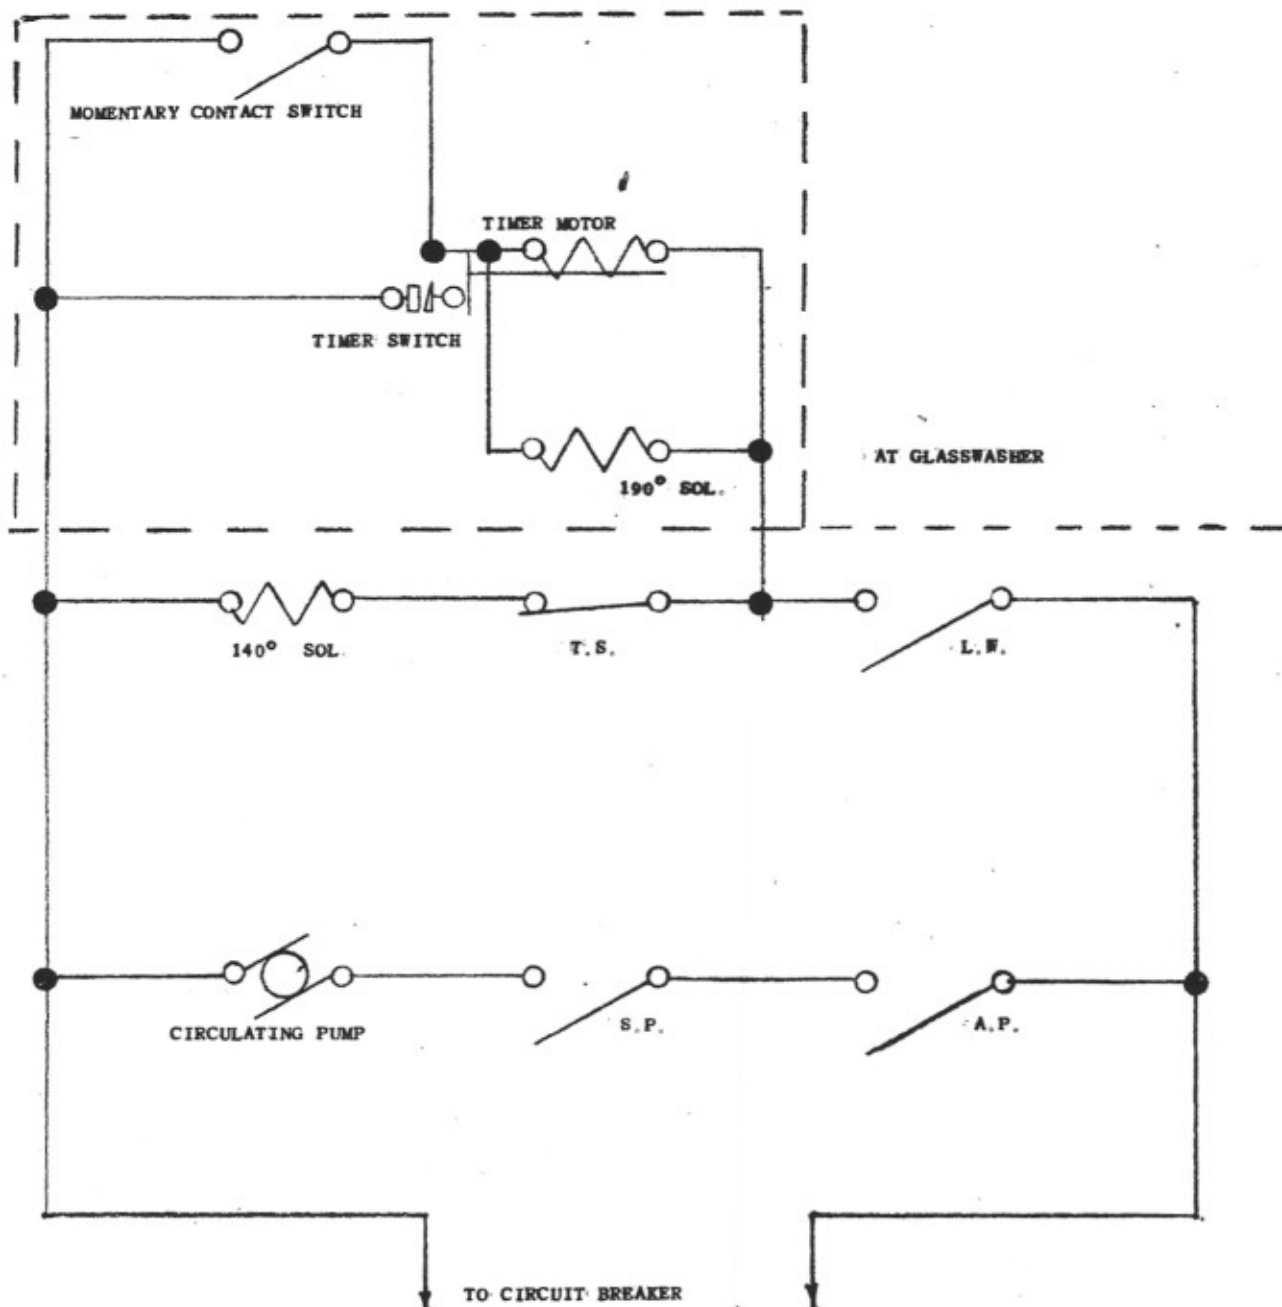 MOMENTARY CONTACT SWITCH
TIMER MOTOR
TIMER SWITCH
190° SOL.
AT GLASSWASHER
140° SOL.
T.S.
L.W.
CIRCULATING PUMP
S.P.
A.P.
TO CIRCUIT BREAKER